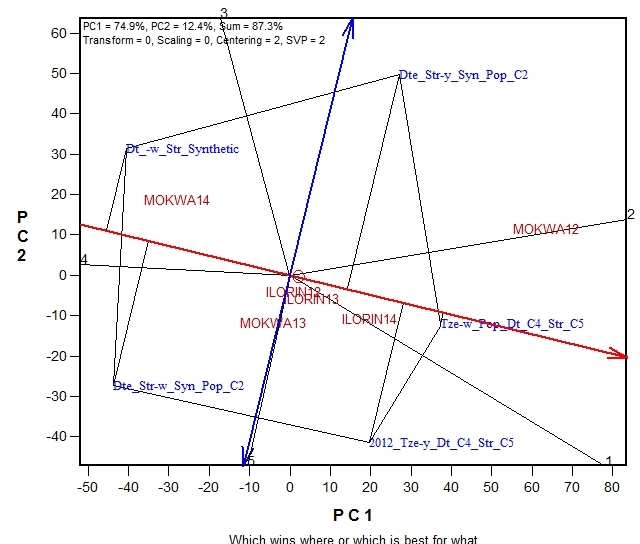 3
PC1 = 74.9%, PC2 = 12.4%, Sum = 87.3%
Transform = 0, Scaling = 0, Centering = 2, SVP = 2
60
50
40
30
20
10
0
-10
-20
-30
-40
P
C
2
Dte_Str-y_Syn_Pop_C2
Dt_-w_Str_Synthetic
MOKWA14
2
MOKWA12
4
ILORIN12
ILORIN13
MOKWA13
ILORIN14
Tze-w_Pop_Dt_C4_Str_C5
Dte_Str-w_Syn_Pop_C2
2012_Tze-y_Dt_C4_Str_C5
5
1
-50 -40 -30 -20 -10 0 10 20 30 40 50 60 70 80
P C 1
Which wins where or which is best for what